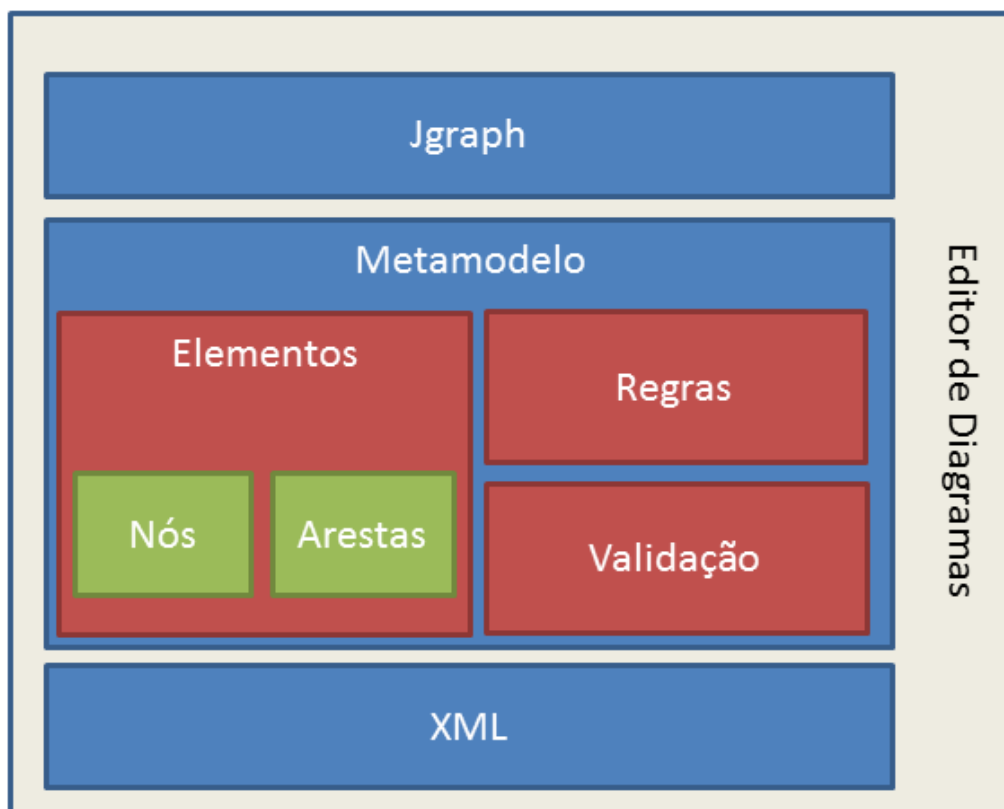 Jgraph
Metamodelo
Elementos
Nós
Arestas
Regras
Validação
XML
Editor de Diagramas